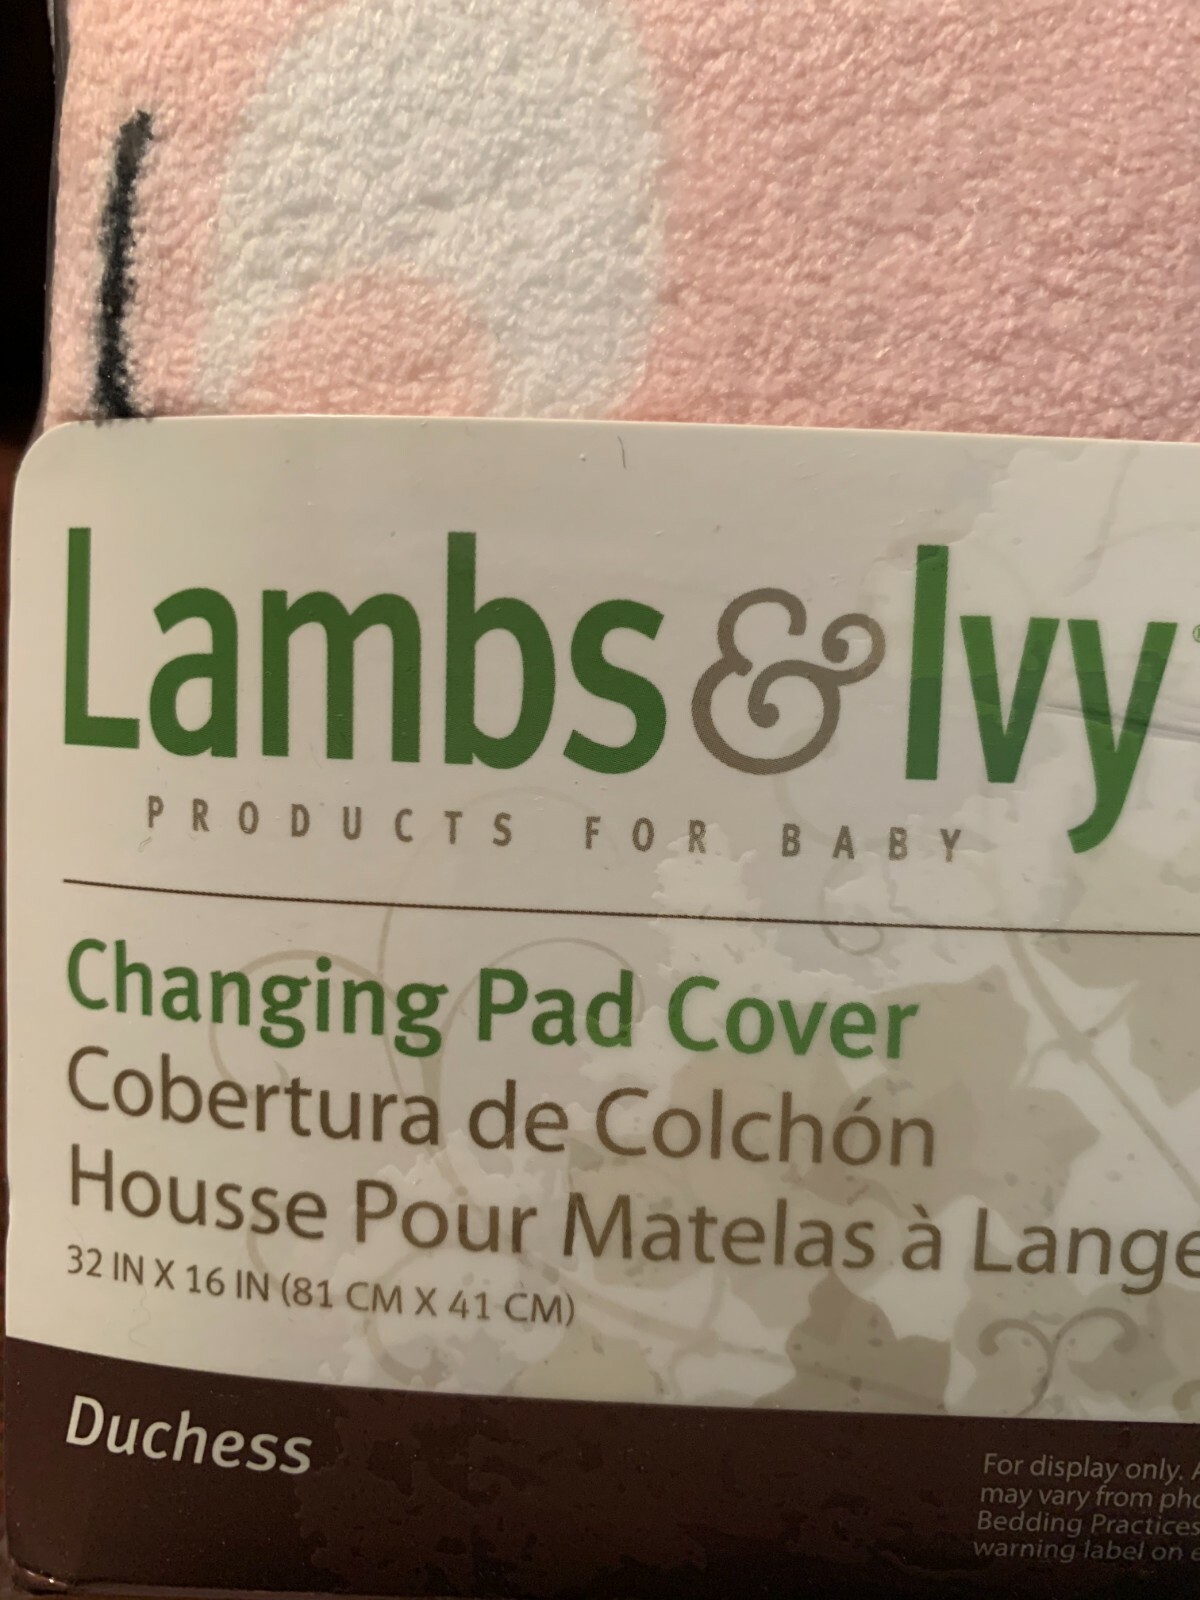 Lambs & Ivy
PRODUCTS FOR BABY
Changing Pad Cover
Cobertura de Colchón
Housse Pour Matelas à Lange
32 IN X 16 IN (81 CM X 41 CM)
Duchess
For display only.
may vary from
Bedding Practices
warning label on